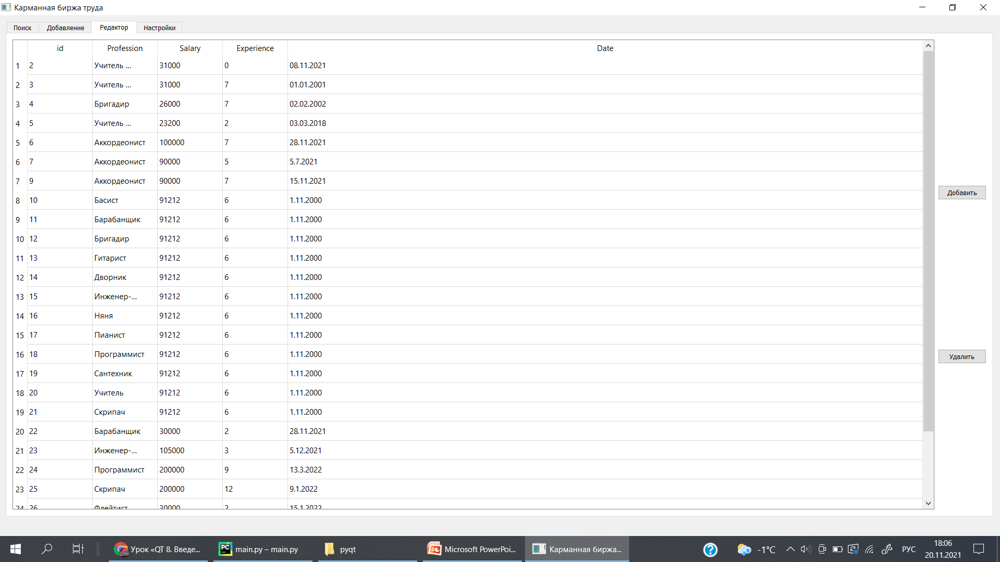 Карманная биржа труда
Поиск Добавление Редактор Настройки
id Profession Salary Experience Date
1 2 Учитель ... 31000 0 08.11.2021
2 3 Учитель ... 31000 7 01.01.2001
3 4 Бригадир 26000 7 02.02.2002
4 5 Учитель ... 23200 2 03.03.2018
5 6 Аккордеонист 100000 7 28.11.2021
6 7 Аккордеонист 90000 5 5.7.2021
7 9 Аккордеонист 90000 7 15.11.2021
Добавить
8 10 Басист 91212 6 1.11.2000
9 11 Барабанщик 91212 6 1.11.2000
10 12 Бригадир 91212 6 1.11.2000
11 13 Гитарист 91212 6 1.11.2000
12 14 Дворник 91212 6 1.11.2000
13 15 Инженер-... 91212 6 1.11.2000
14 16 Няня 91212 6 1.11.2000
15 17 Пианист 91212 6 1.11.2000
16 18 Программист 91212 6 1.11.2000
Удалить
17 19 Сантехник 91212 6 1.11.2000
18 20 Учитель 91212 6 1.11.2000
19 21 Скрипач 91212 6 1.11.2000
20 22 Барабанщик 30000 2 28.11.2021
21 23 Инженер-... 105000 3 5.12.2021
22 24 Программист 200000 9 13.3.2022
23 25 Скрипач 200000 12 9.1.2022
24 26 Флейтист 30000 2 15.1.2022
Урок «QT 8. Введе... main.py – main.py pyqt Microsoft PowerPoi... Карманная биржа... -1°C РУС 18:06
20.11.2021